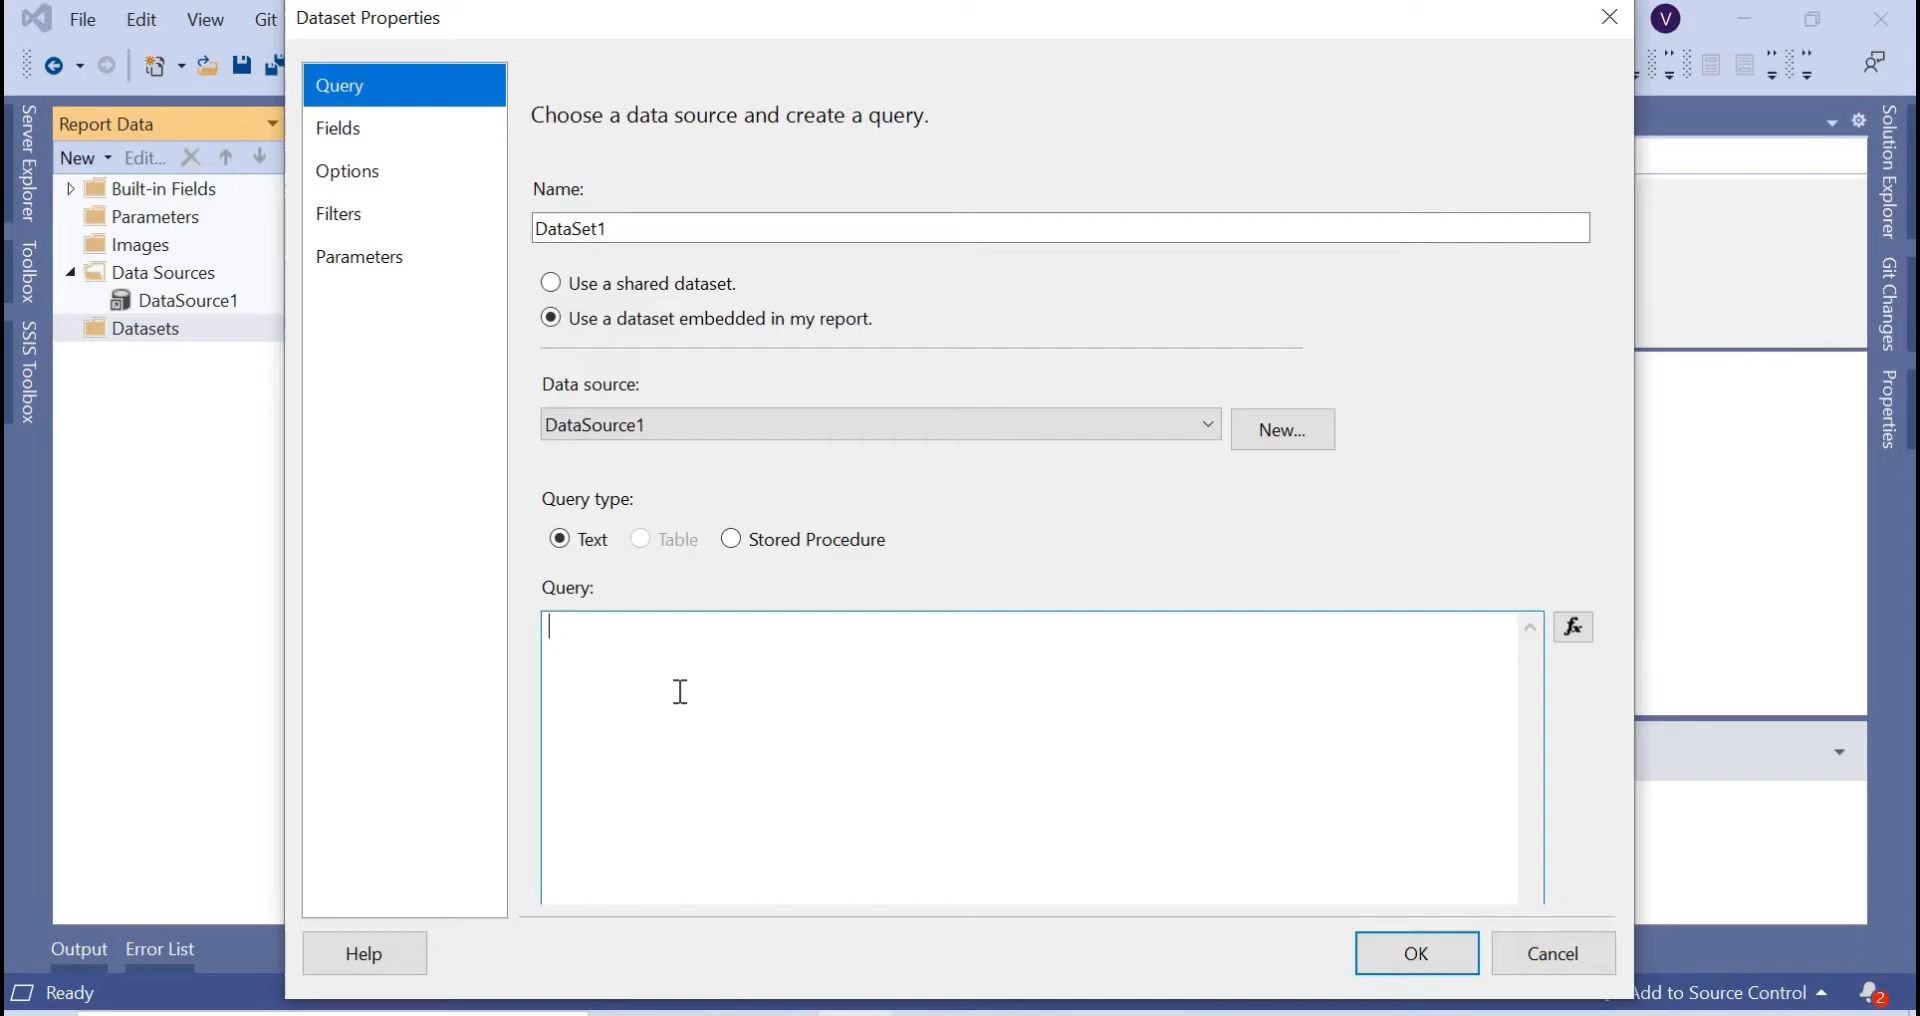 File Edit View Git
Dataset Properties
V
Server Explorer
Toolbox
SSIS Toolbox
Report Data
New Edit...
Built-in Fields
Parameters
Images
Data Sources
DataSource1
Datasets
Query
Fields
Options
Filters
Parameters
Choose a data source and create a query.
Name:
DataSet1
Use a shared dataset.
Use a dataset embedded in my report.
Data source:
DataSource1
New...
Query type:
Text Table Stored Procedure
Query:
fx
Help
OK Cancel
Solution Explorer
Git Changes
Properties
Output Error List
Ready
Add to Source Control
2